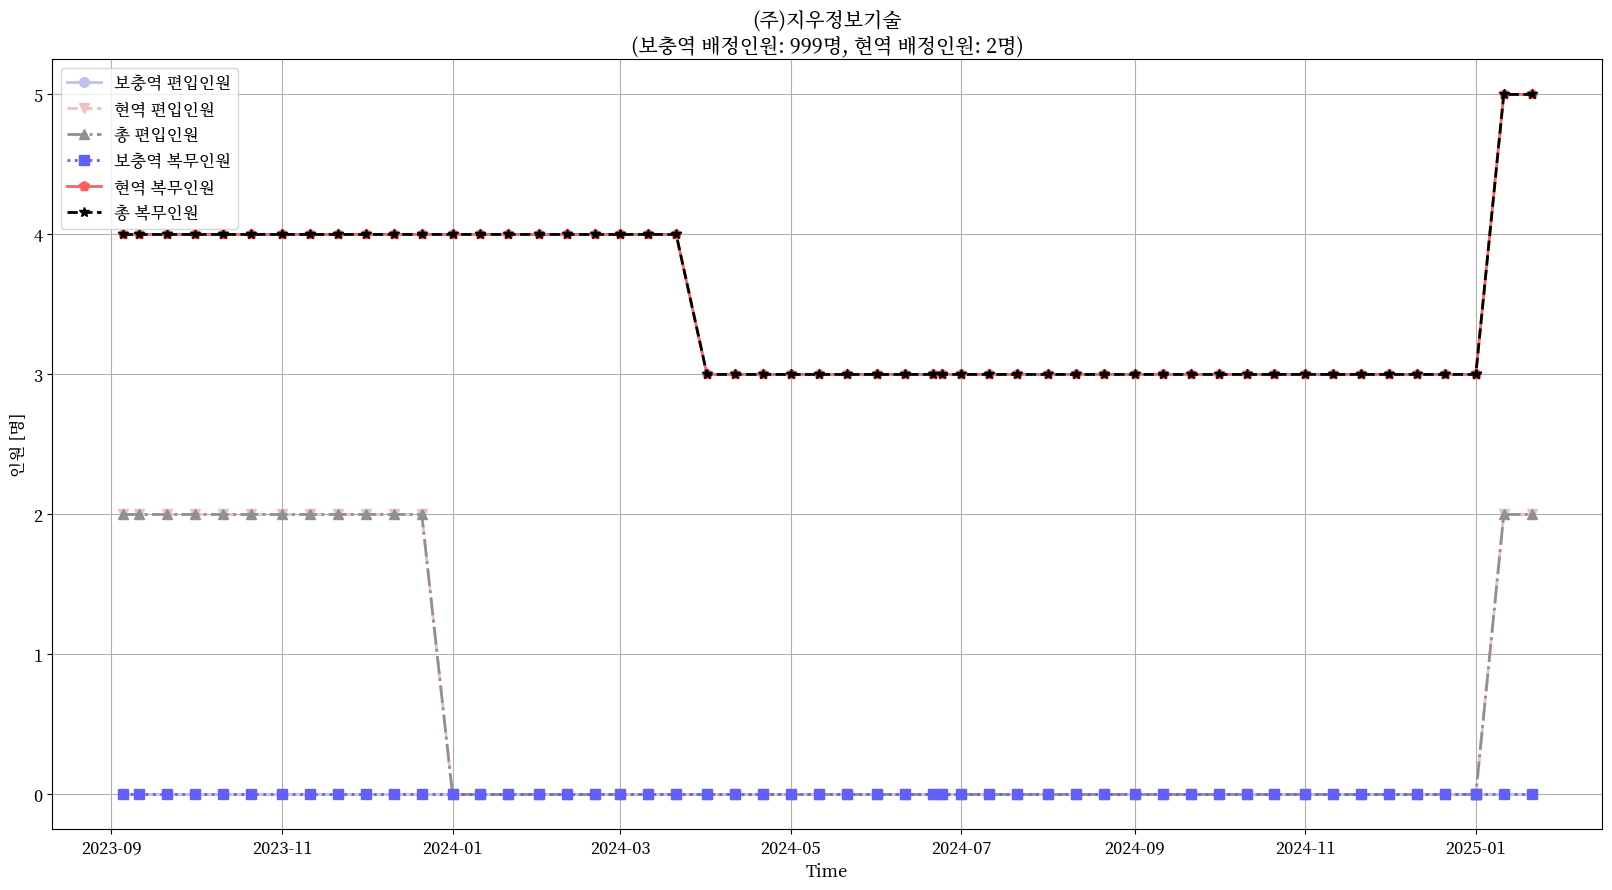 (주)지우정보기술
(보충역 배정인원: 999명, 현역 배정인원: 2명)
보충역 편입인원
현역 편입인원
총 편입인원
보충역 복무인원
현역 복무인원
총 복무인원
5
4
3
2
1
0
인원 [명]
2023-09
2023-11
2024-01
2024-03
2024-05
2024-07
2024-09
2024-11
2025-01
Time